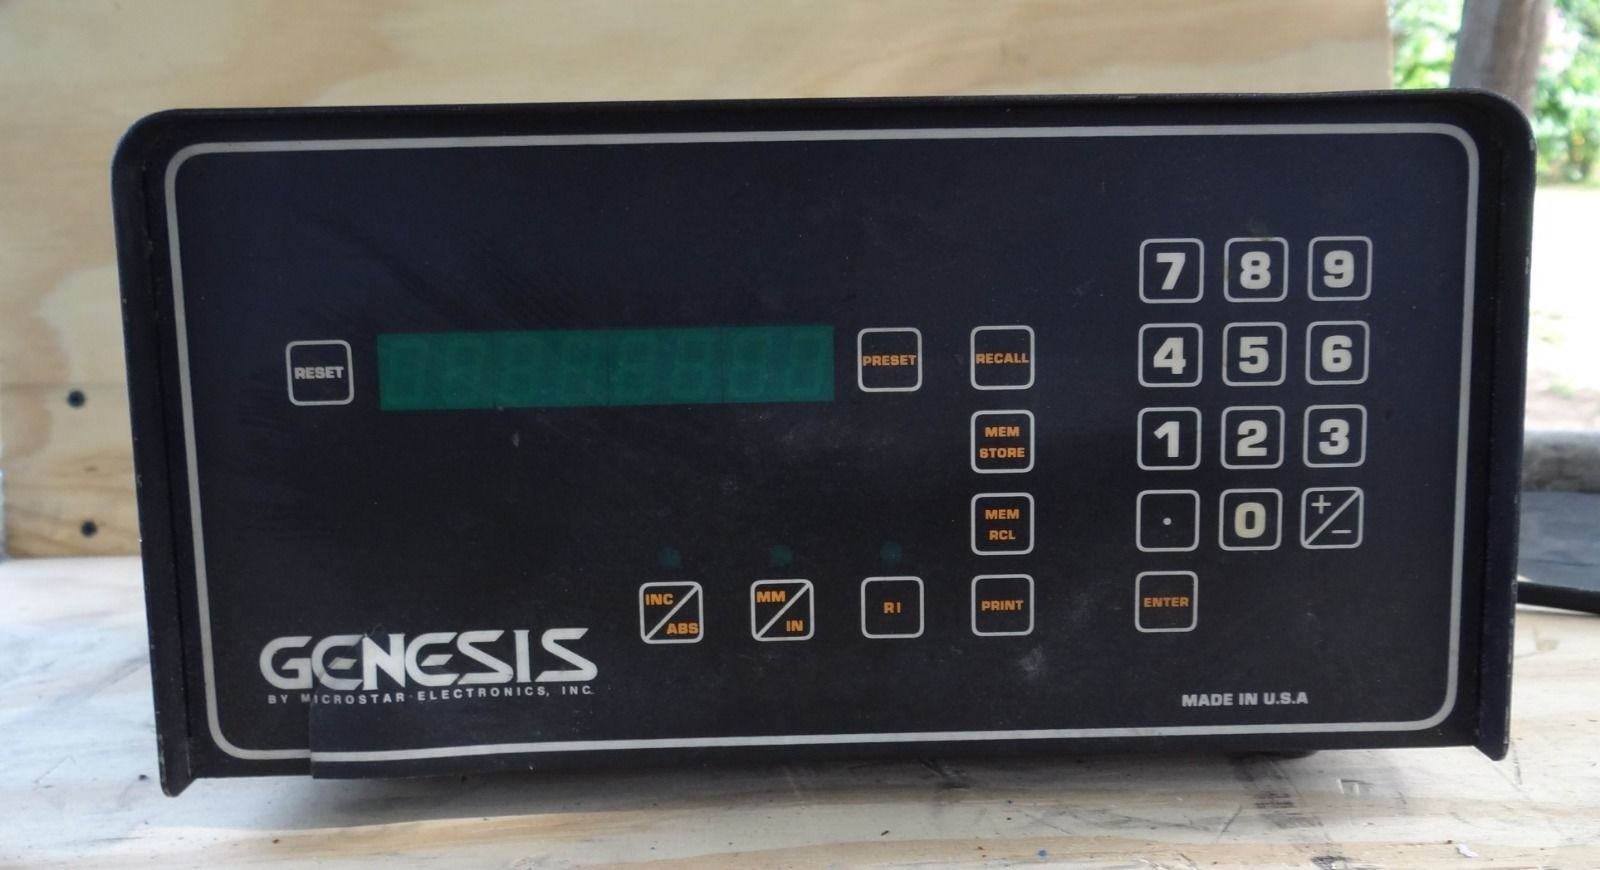 7 8 9
RESET
PRESET
RECALL
4 5 6
MEM
STORE
1 2 3
MEM
RCL
. 0 +/-
INC/ABS
MM/IN
RI
PRINT
ENTER
GENESIS
BY MICROSTAR ELECTRONICS, INC.
MADE IN U.S.A